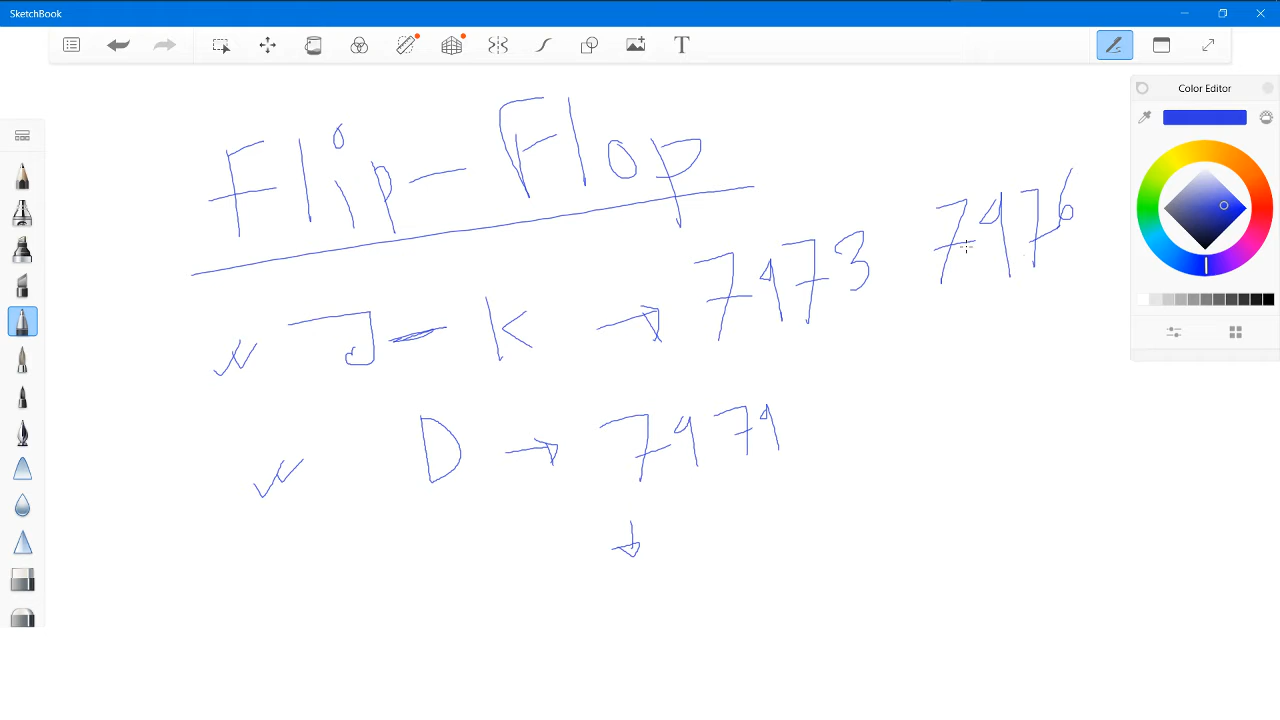 SketchBook
Color Editor
Flip-Flop
J-K → 7473 7476
D → 7474